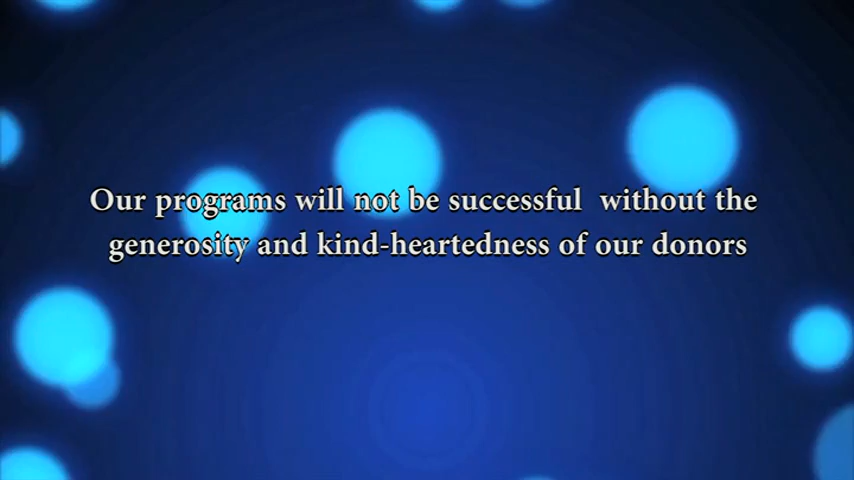 Our programs will not be successful  without the
generosity and kind-heartedness of our donors